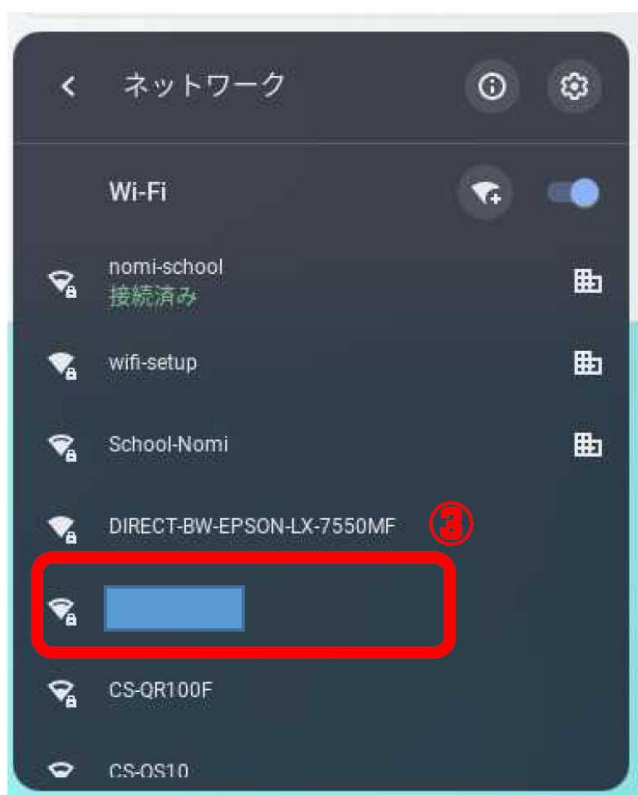 ネットワーク
Wi-Fi
nomi-school
接続済み
wifi-setup
School-Nomi
DIRECT-BW-EPSON-LX-7550MF
③
CS-QR100F
CS-QS10